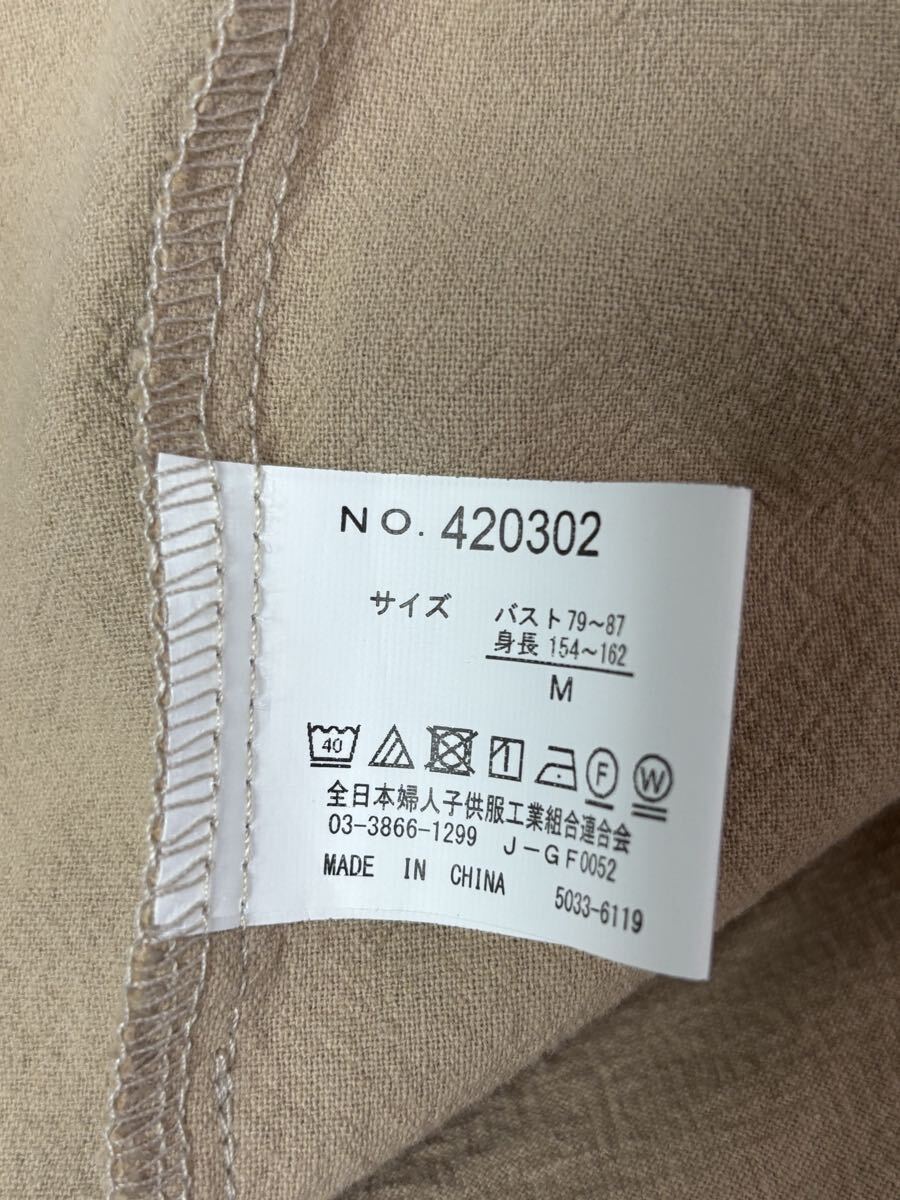 NO. 420302
サイズ
バスト79~87
身長 154~162
M
40
F
W
全日本婦人子供服工業組合連合会
03-3866-1299 J-GF0052
MADE IN CHINA
5033-6119